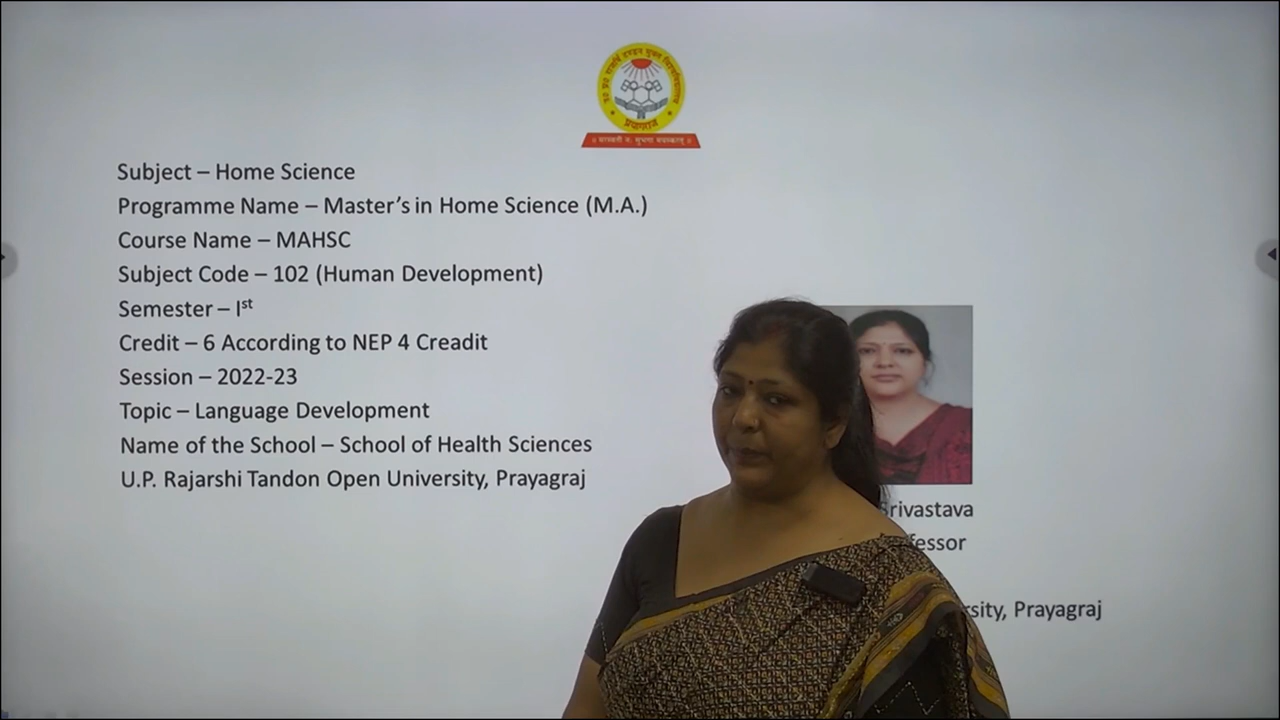 Subject – Home Science
Programme Name – Master's in Home Science (M.A.)
Course Name – MAHSC
Subject Code – 102 (Human Development)
Semester – Ist
Credit – 6 According to NEP 4 Creadit
Session – 2022-23
Topic – Language Development
Name of the School – School of Health Sciences
U.P. Rajarshi Tandon Open University, Prayagraj
Srivastava
Prayagraj